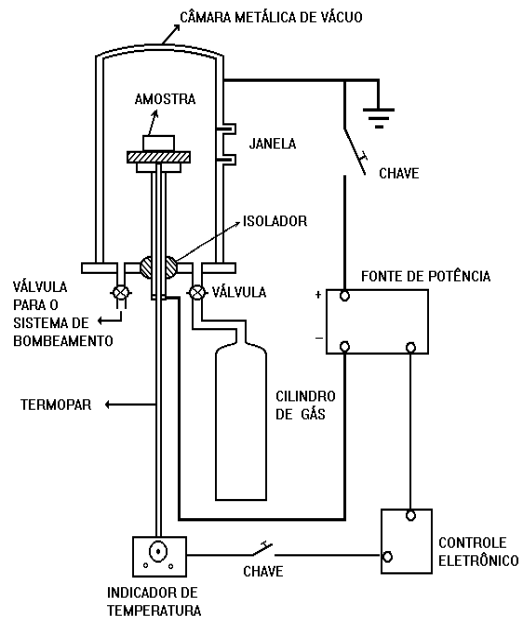 CÂMARA METÁLICA DE VÁCUO
AMOSTRA
JANELA
CHAVE
ISOLADOR
FONTE DE POTÊNCIA
VÁLVULA
PARA O
SISTEMA DE
BOMBEAMENTO
VÁLVULA
+
–
TERMOPAR
CILINDRO
DE GÁS
CONTROLE
ELETRÔNICO
CHAVE
INDICADOR DE
TEMPERATURA